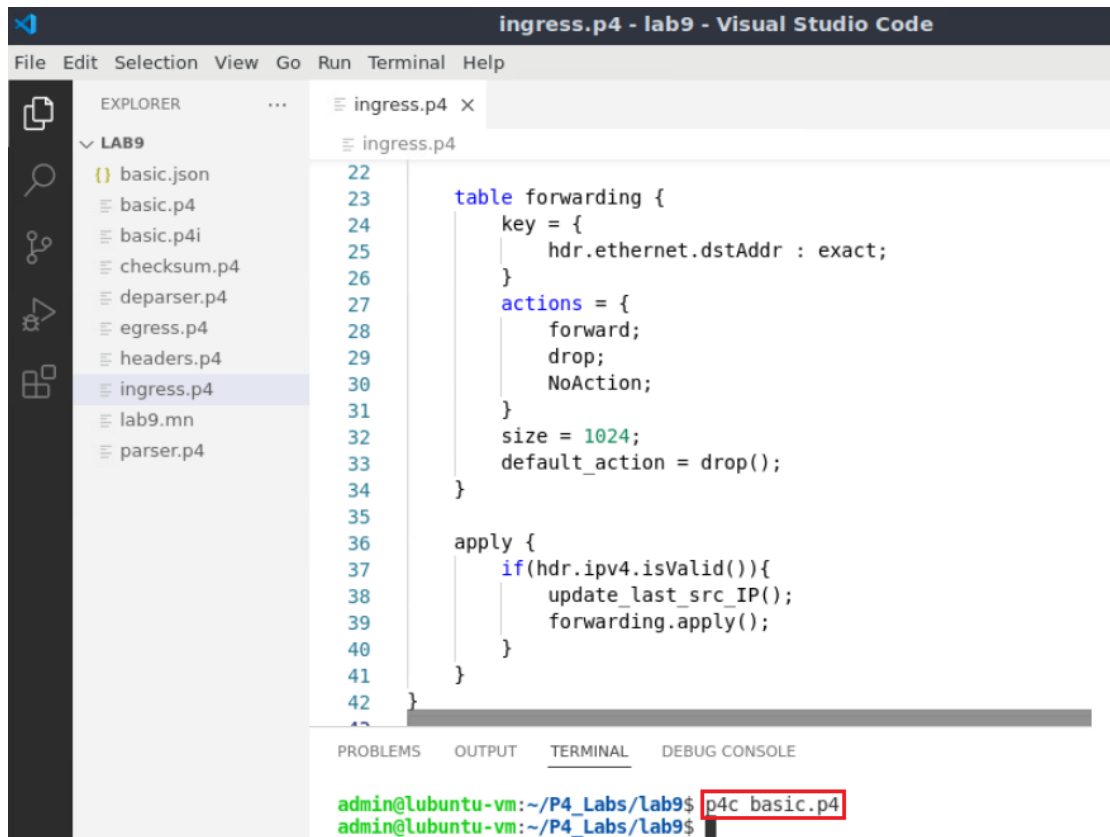 ingress.p4 - lab9 - Visual Studio Code
File Edit Selection View Go Run Terminal Help
EXPLORER ...
LAB9
{} basic.json
basic.p4
basic.p4i
checksum.p4
deparser.p4
egress.p4
headers.p4
ingress.p4
lab9.mn
parser.p4
ingress.p4 ×
ingress.p4
22
23 table forwarding {
24 key = {
25 hdr.ethernet.dstAddr : exact;
26 }
27 actions = {
28 forward;
29 drop;
30 NoAction;
31 }
32 size = 1024;
33 default_action = drop();
34 }
35
36 apply {
37 if(hdr.ipv4.isValid()){
38 update_last_src_IP();
39 forwarding.apply();
40 }
41 }
42 }
PROBLEMS OUTPUT TERMINAL DEBUG CONSOLE
admin@lubuntu-vm:~/P4_Labs/lab9$ p4c basic.p4
admin@lubuntu-vm:~/P4_Labs/lab9$